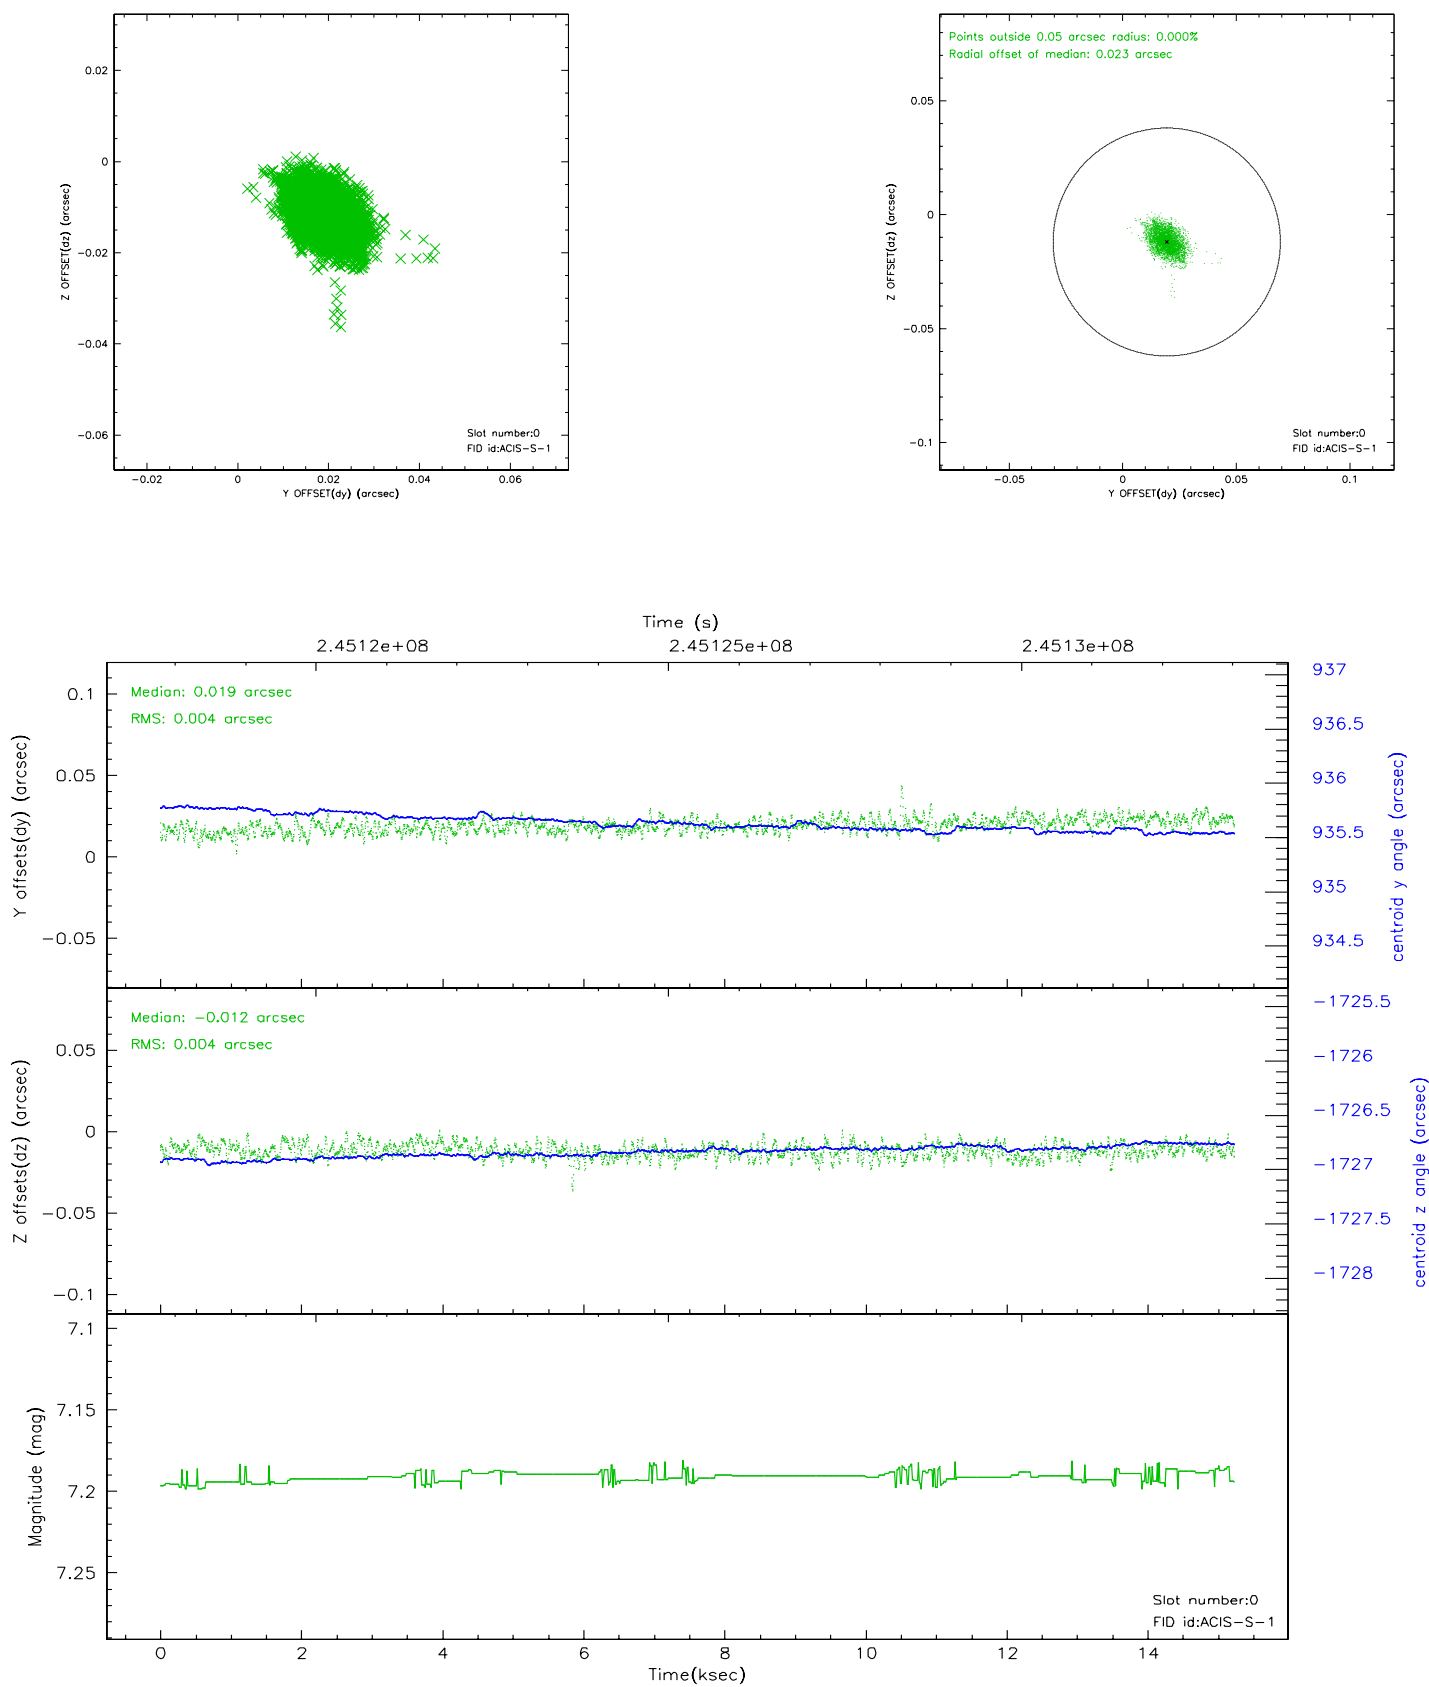 0.02
0
−0.02
−0.04
−0.06
Z OFFSET(dz) (arcsec)
Slot number:0
FID id:ACIS−S−1
−0.02
0
0.02
0.04
0.06
Y OFFSET(dy) (arcsec)
Points outside 0.05 arcsec radius: 0.000%
Radial offset of median: 0.023 arcsec
0.05
0
−0.05
−0.1
Z OFFSET(dz) (arcsec)
Slot number:0
FID id:ACIS−S−1
−0.05
0
0.05
0.1
Y OFFSET(dy) (arcsec)
Time (s)
2.4512e+08
2.45125e+08
2.4513e+08
Median: 0.019 arcsec
RMS: 0.004 arcsec
0.1
0.05
0
−0.05
Y offsets(dy) (arcsec)
937
936.5
936
935.5
935
934.5
centroid y angle (arcsec)
Median: −0.012 arcsec
RMS: 0.004 arcsec
0.05
0
−0.05
−0.1
Z offsets(dz) (arcsec)
−1725.5
−1726
−1726.5
−1727
−1727.5
−1728
centroid z angle (arcsec)
7.1
7.15
7.2
7.25
Magnitude (mag)
Slot number:0
FID id:ACIS−S−1
0
2
4
6
8
10
12
14
Time(ksec)